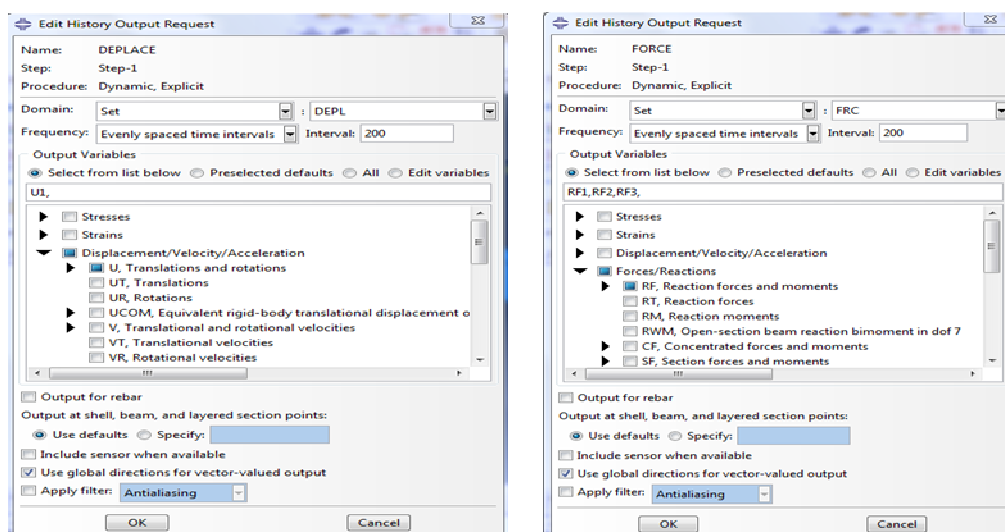 Edit History Output Request
Name: DEPLACE
Step: Step-1
Procedure: Dynamic, Explicit
Domain: Set : DEPL
Frequency: Evenly spaced time intervals Interval: 200
Output Variables
Select from list below Preselected defaults All Edit variables
U1,
Stresses
Strains
Displacement/Velocity/Acceleration
U, Translations and rotations
UT, Translations
UR, Rotations
UCOM, Equivalent rigid-body translational displacement o
V, Translational and rotational velocities
VT, Translational velocities
VR, Rotational velocities
Output for rebar
Output at shell, beam, and layered section points:
Use defaults Specify:
Include sensor when available
Use global directions for vector-valued output
Apply filter: Antialiasing
OK Cancel
Edit History Output Request
Name: FORCE
Step: Step-1
Procedure: Dynamic, Explicit
Domain: Set : FRC
Frequency: Evenly spaced time intervals Interval: 200
Output Variables
Select from list below Preselected defaults All Edit variables
RF1,RF2,RF3,
Stresses
Strains
Displacement/Velocity/Acceleration
Forces/Reactions
RF, Reaction forces and moments
RT, Reaction forces
RM, Reaction moments
RWM, Open-section beam reaction bimoment in dof 7
CF, Concentrated forces and moments
SF, Section forces and moments
Output for rebar
Output at shell, beam, and layered section points:
Use defaults Specify:
Include sensor when available
Use global directions for vector-valued output
Apply filter: Antialiasing
OK Cancel